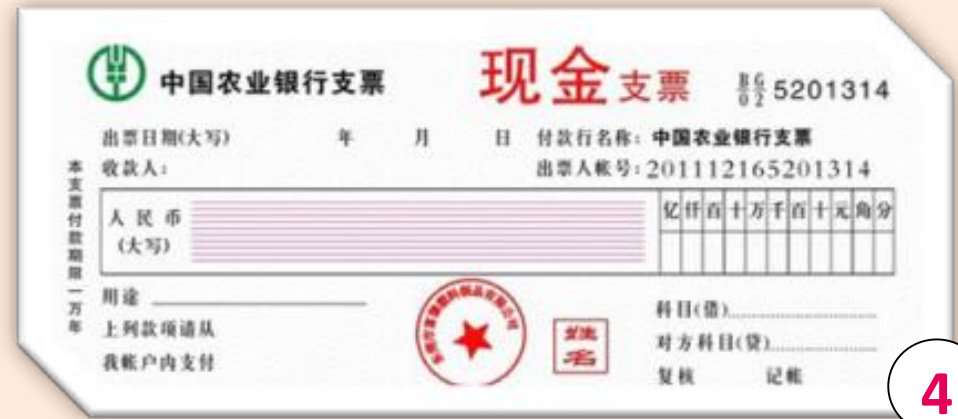 中国农业银行支票
现金支票
BG
02 5201314
出票日期(大写) 年 月 日
付款行名称:中国农业银行支票
收款人:
出票人帐号:201112165201314
本支票付款期限一万年
人民币
(大写)
亿仟百十万千百十元角分
用途
上列款项请从
我帐户内支付
姓名
科目(借)
对方科目(贷)
复核 记帐
4